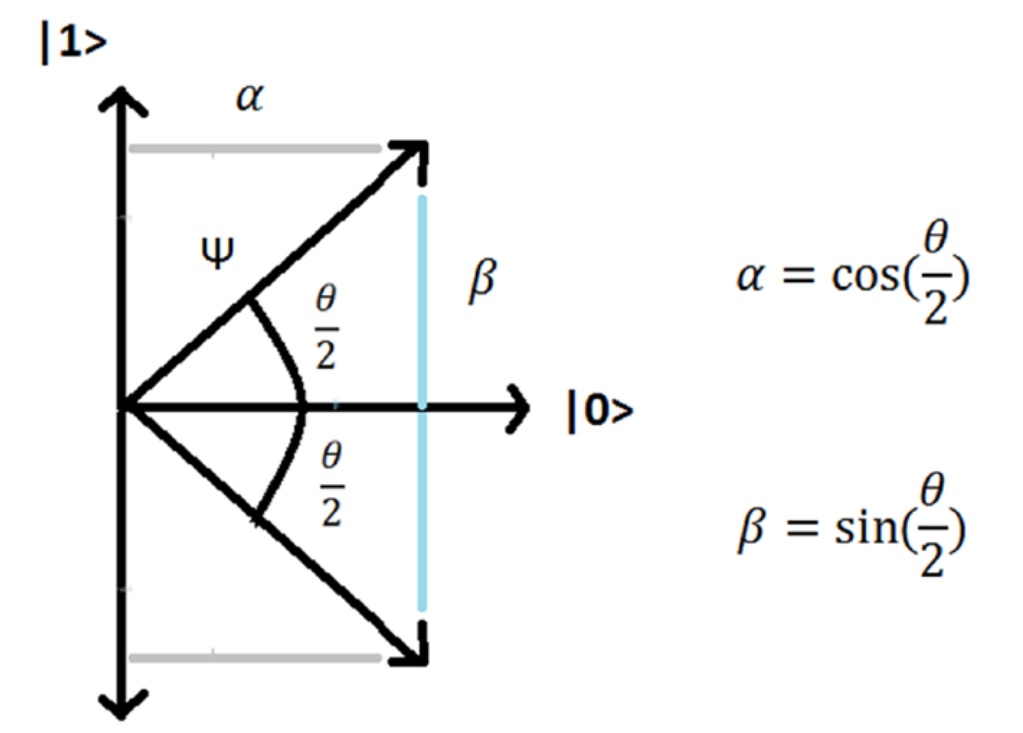 |1>
α
Ψ
θ/2
β
α = cos(θ/2)
|0>
θ/2
β = sin(θ/2)